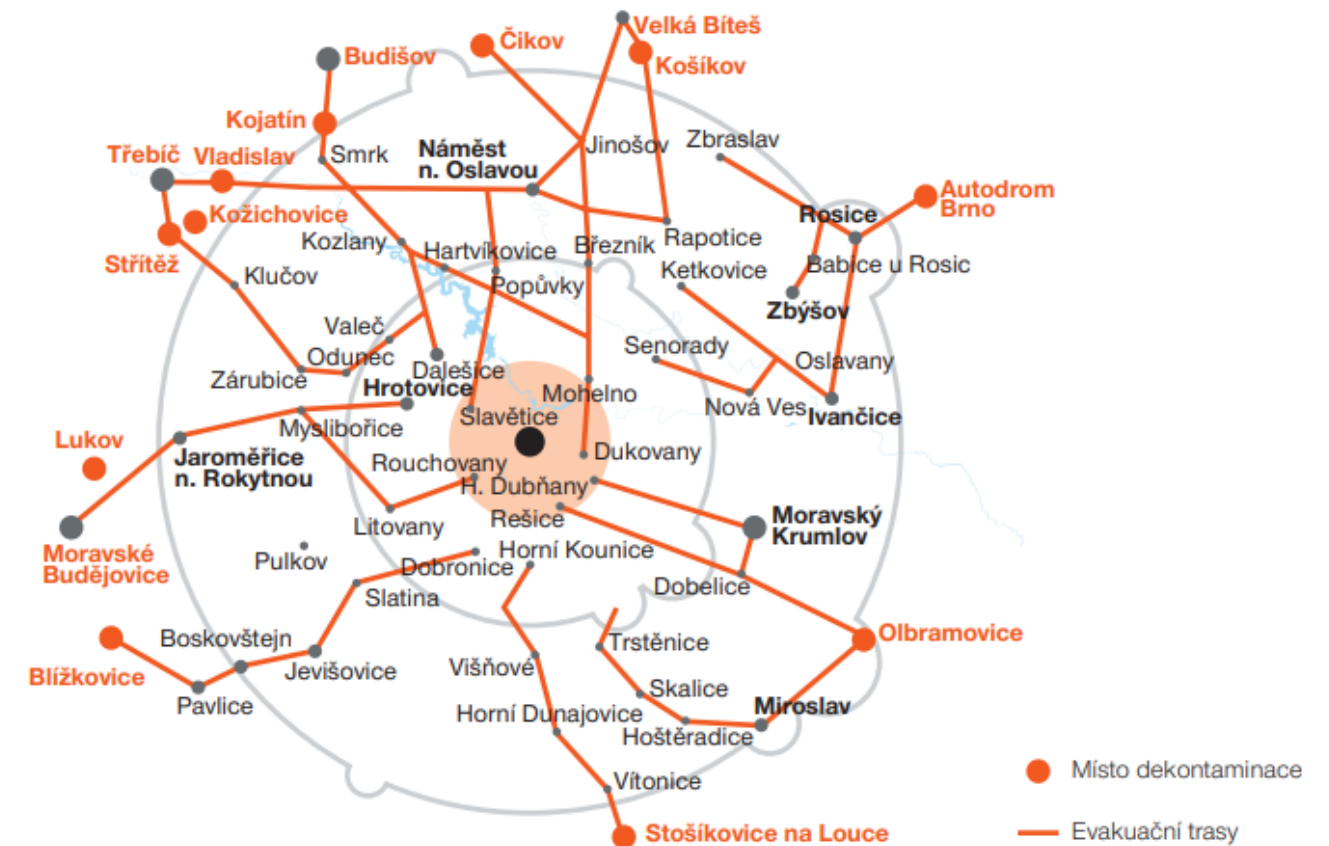 Velká Bíteš
Čikov
Budišov
Košíkov
Kojatín
Zbraslav
Jinošov
Náměst
n. Oslavou
Třebíč
Vladislav
Smrk
Autodrom
Brno
Kožichovice
Rosice
Kozlany
Hartvíkovice
Březník
Rapotice
Střítěž
Klučov
Ketkovice
Babice u Rosic
Popůvky
Zbýšov
Valeč
Senorady
Odunec
Oslavany
Zárubice
Dalešice
Hrotovice
Mohelno
Nová Ves
Ivančice
Slavětice
Myslibořice
Lukov
Jaroměřice
n. Rokytnou
Rouchovany
Dukovany
H. Dubňany
Litovany
Rešice
Moravský
Krumlov
Moravské
Budějovice
Pulkov
Horní Kounice
Dobronice
Dobelice
Slatina
Olbramovice
Boskovštejn
Trstěnice
Blížkovice
Jevišovice
Višňové
Skalice
Pavlice
Horní Dunajovice
Miroslav
Hoštěradice
Vítonice
Místo dekontaminace
Stošíkovice na Louce
Evakuační trasy